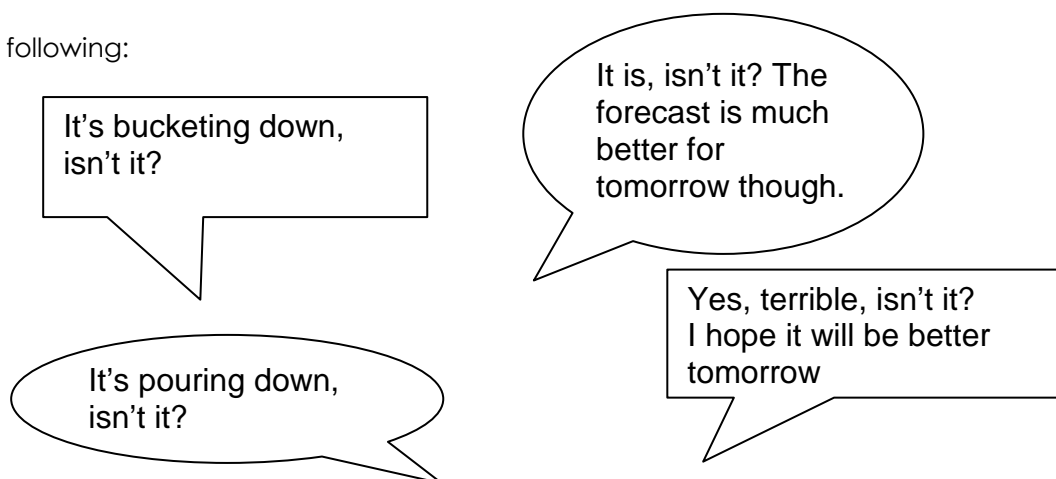 following:
It's bucketing down,
isn't it?
It is, isn't it? The
forecast is much
better for
tomorrow though.
It's pouring down,
isn't it?
Yes, terrible, isn't it?
I hope it will be better
tomorrow